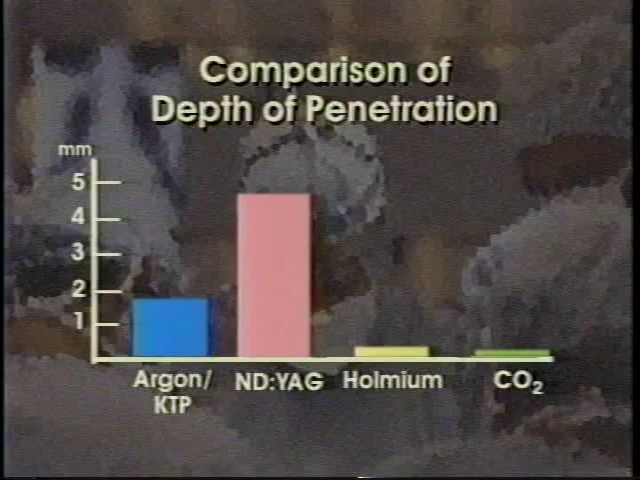 Comparison of
Depth of Penetration
mm
5
4
3
2
1
Argon/
KTP
ND:YAG
Holmium
CO₂